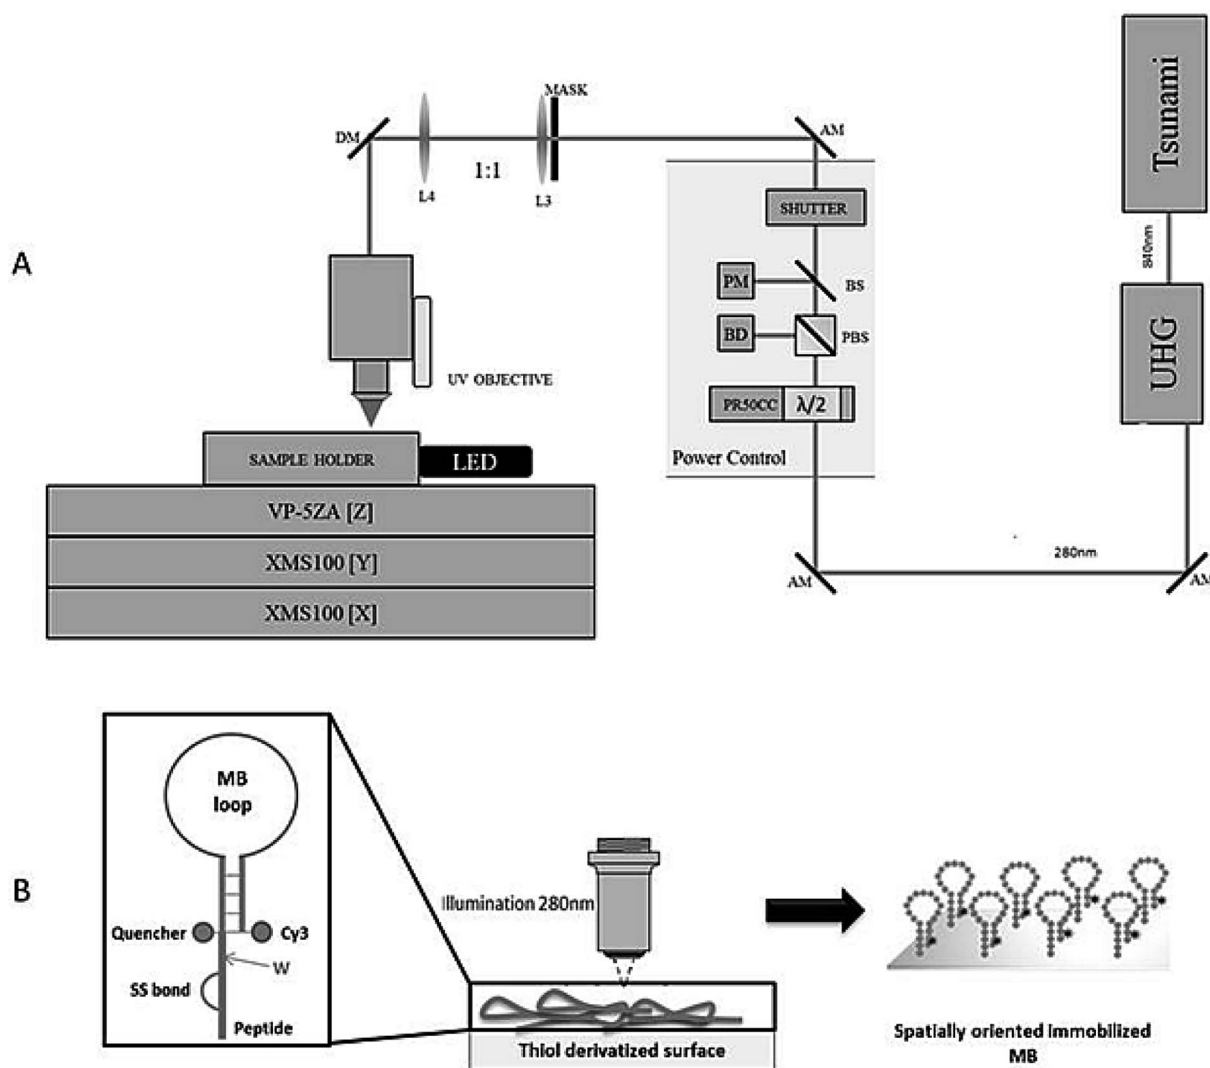 A
Tsunami
840nm
UHG
MASK
DM
AM
1:1
L4
L3
SHUTTER
PM
BS
BD
PBS
PR50CC
λ/2
Power Control
UV OBJECTIVE
SAMPLE HOLDER
LED
VP-5ZA [Z]
XMS100 [Y]
XMS100 [X]
280nm
AM
AM
B
MB
loop
Quencher
Cy3
W
SS bond
Peptide
Illumination 280nm
Thiol derivatized surface
Spatially oriented immobilized
MB